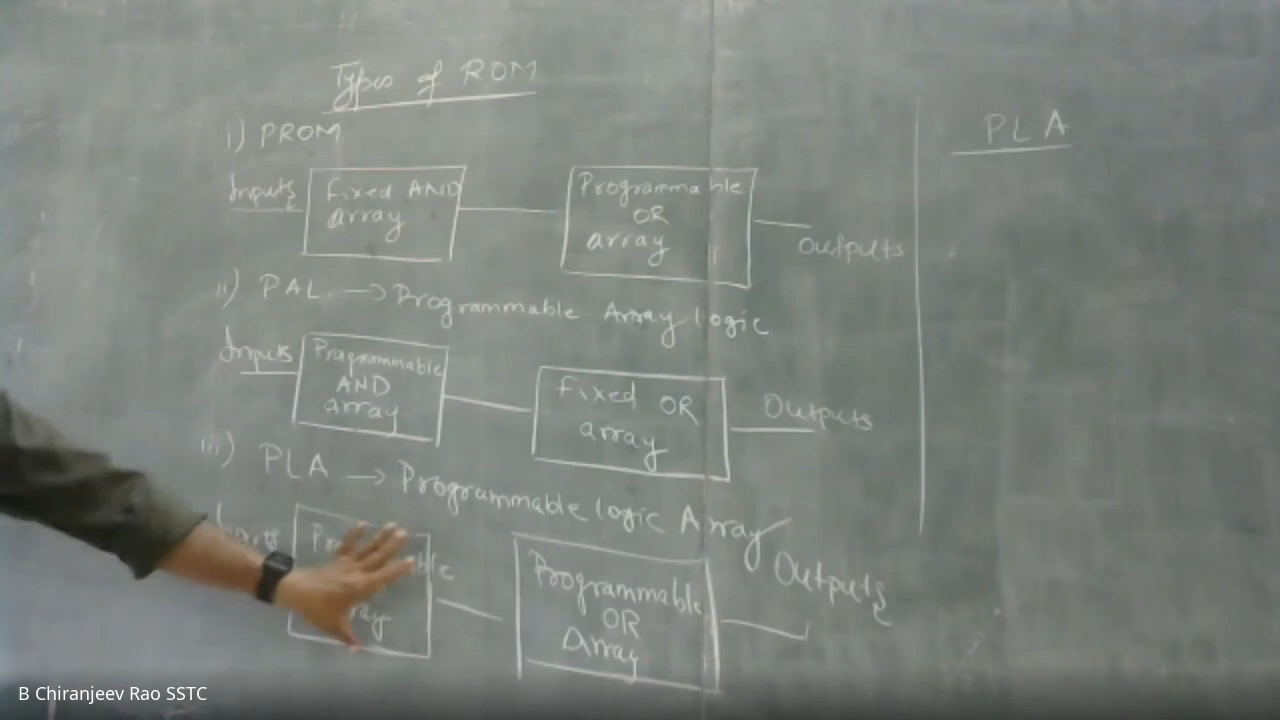 Types of ROM
i) PROM
Inputs
Fixed AND
array
Programmable
OR
array
Outputs
ii) PAL → Programmable Array logic
Inputs
Programmable
AND
array
Fixed OR
array
Outputs
iii) PLA → Programmable logic Array
Programmable
OR
Array
Outputs
PLA
B Chiranjeev Rao SSTC